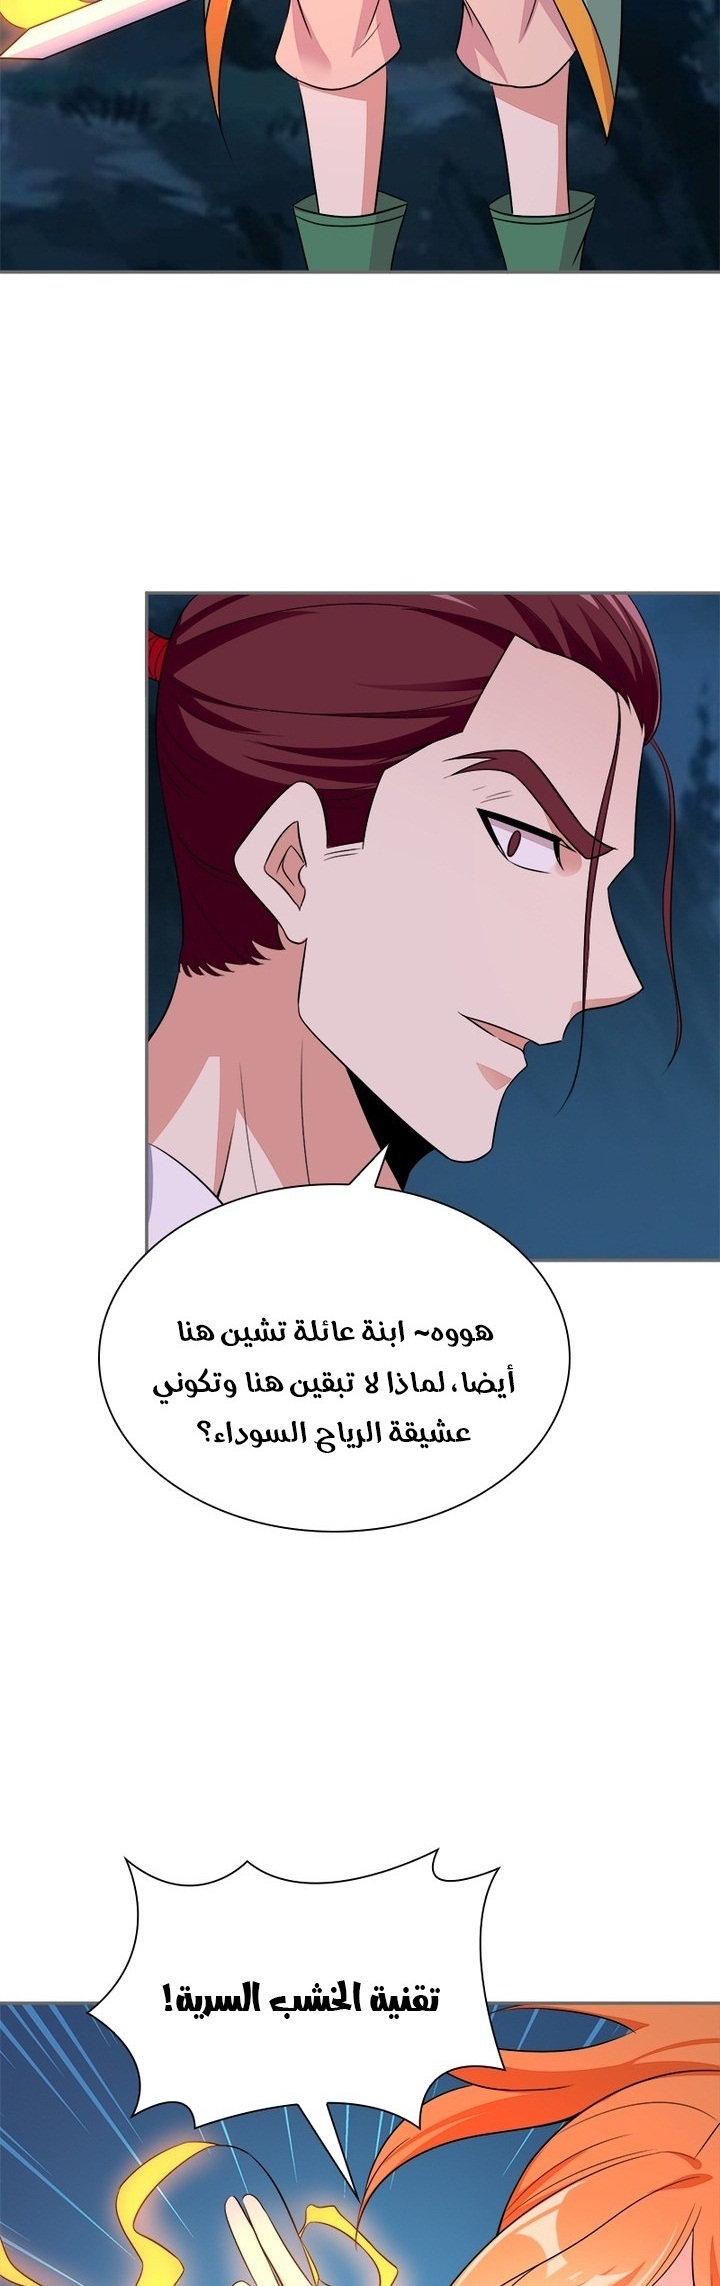 هووه~ ابنة عائلة تشين هنا
أيضا، لماذا لا تبقين هنا وتكوني
عشيقة الرياح السوداء؟
تقنية الخشب السرية!